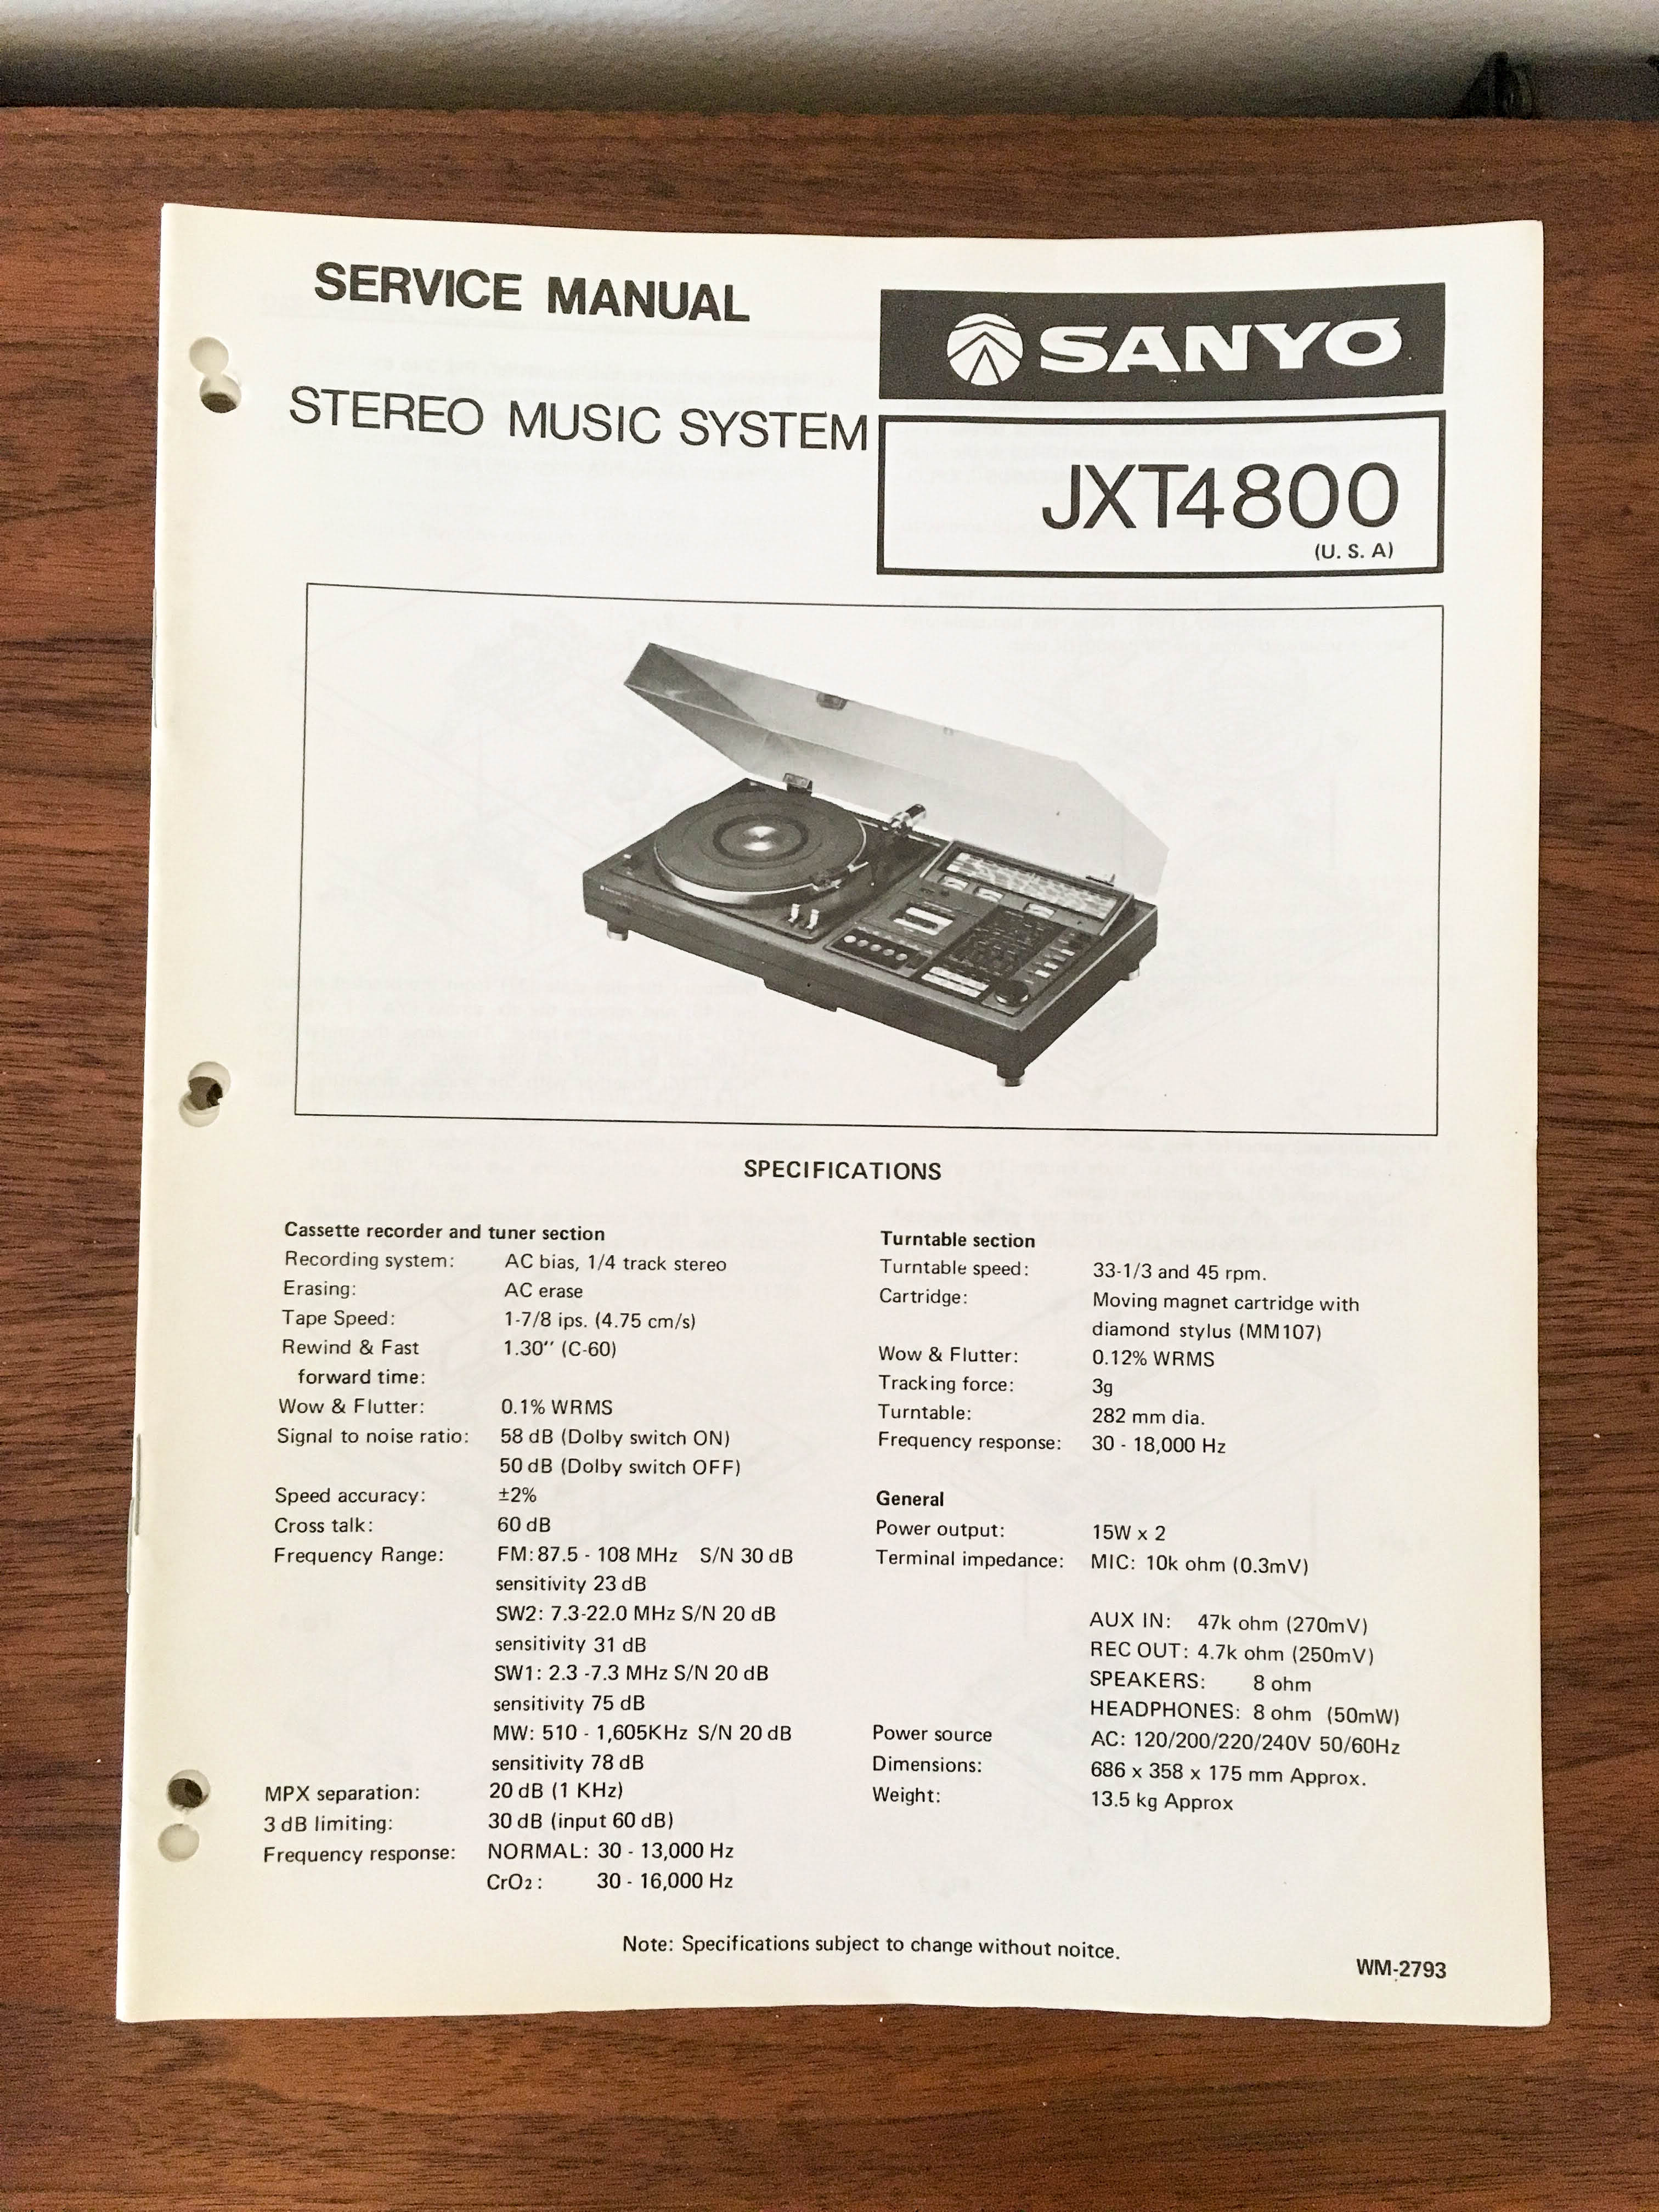 SERVICE MANUAL
SANYO
STEREO MUSIC SYSTEM
JXT4800
(U. S. A)
SPECIFICATIONS
Cassette recorder and tuner section
Recording system: AC bias, 1/4 track stereo
Erasing: AC erase
Tape Speed: 1-7/8 ips. (4.75 cm/s)
Rewind & Fast 1.30'' (C-60)
forward time:
Wow & Flutter: 0.1% WRMS
Signal to noise ratio: 58 dB (Dolby switch ON)
50 dB (Dolby switch OFF)
Speed accuracy: ±2%
Cross talk: 60 dB
Frequency Range: FM: 87.5 - 108 MHz S/N 30 dB
sensitivity 23 dB
SW2: 7.3-22.0 MHz S/N 20 dB
sensitivity 31 dB
SW1: 2.3 -7.3 MHz S/N 20 dB
sensitivity 75 dB
MW: 510 - 1,605KHz S/N 20 dB
sensitivity 78 dB
MPX separation: 20 dB (1 KHz)
3 dB limiting: 30 dB (input 60 dB)
Frequency response: NORMAL: 30 - 13,000 Hz
CrO2 : 30 - 16,000 Hz
Turntable section
Turntable speed: 33-1/3 and 45 rpm.
Cartridge: Moving magnet cartridge with
diamond stylus (MM107)
Wow & Flutter: 0.12% WRMS
Tracking force: 3g
Turntable: 282 mm dia.
Frequency response: 30 - 18,000 Hz
General
Power output: 15W x 2
Terminal impedance: MIC: 10k ohm (0.3mV)
AUX IN: 47k ohm (270mV)
REC OUT: 4.7k ohm (250mV)
SPEAKERS: 8 ohm
HEADPHONES: 8 ohm (50mW)
Power source AC: 120/200/220/240V 50/60Hz
Dimensions: 686 x 358 x 175 mm Approx.
Weight: 13.5 kg Approx
Note: Specifications subject to change without noitce.
WM-2793